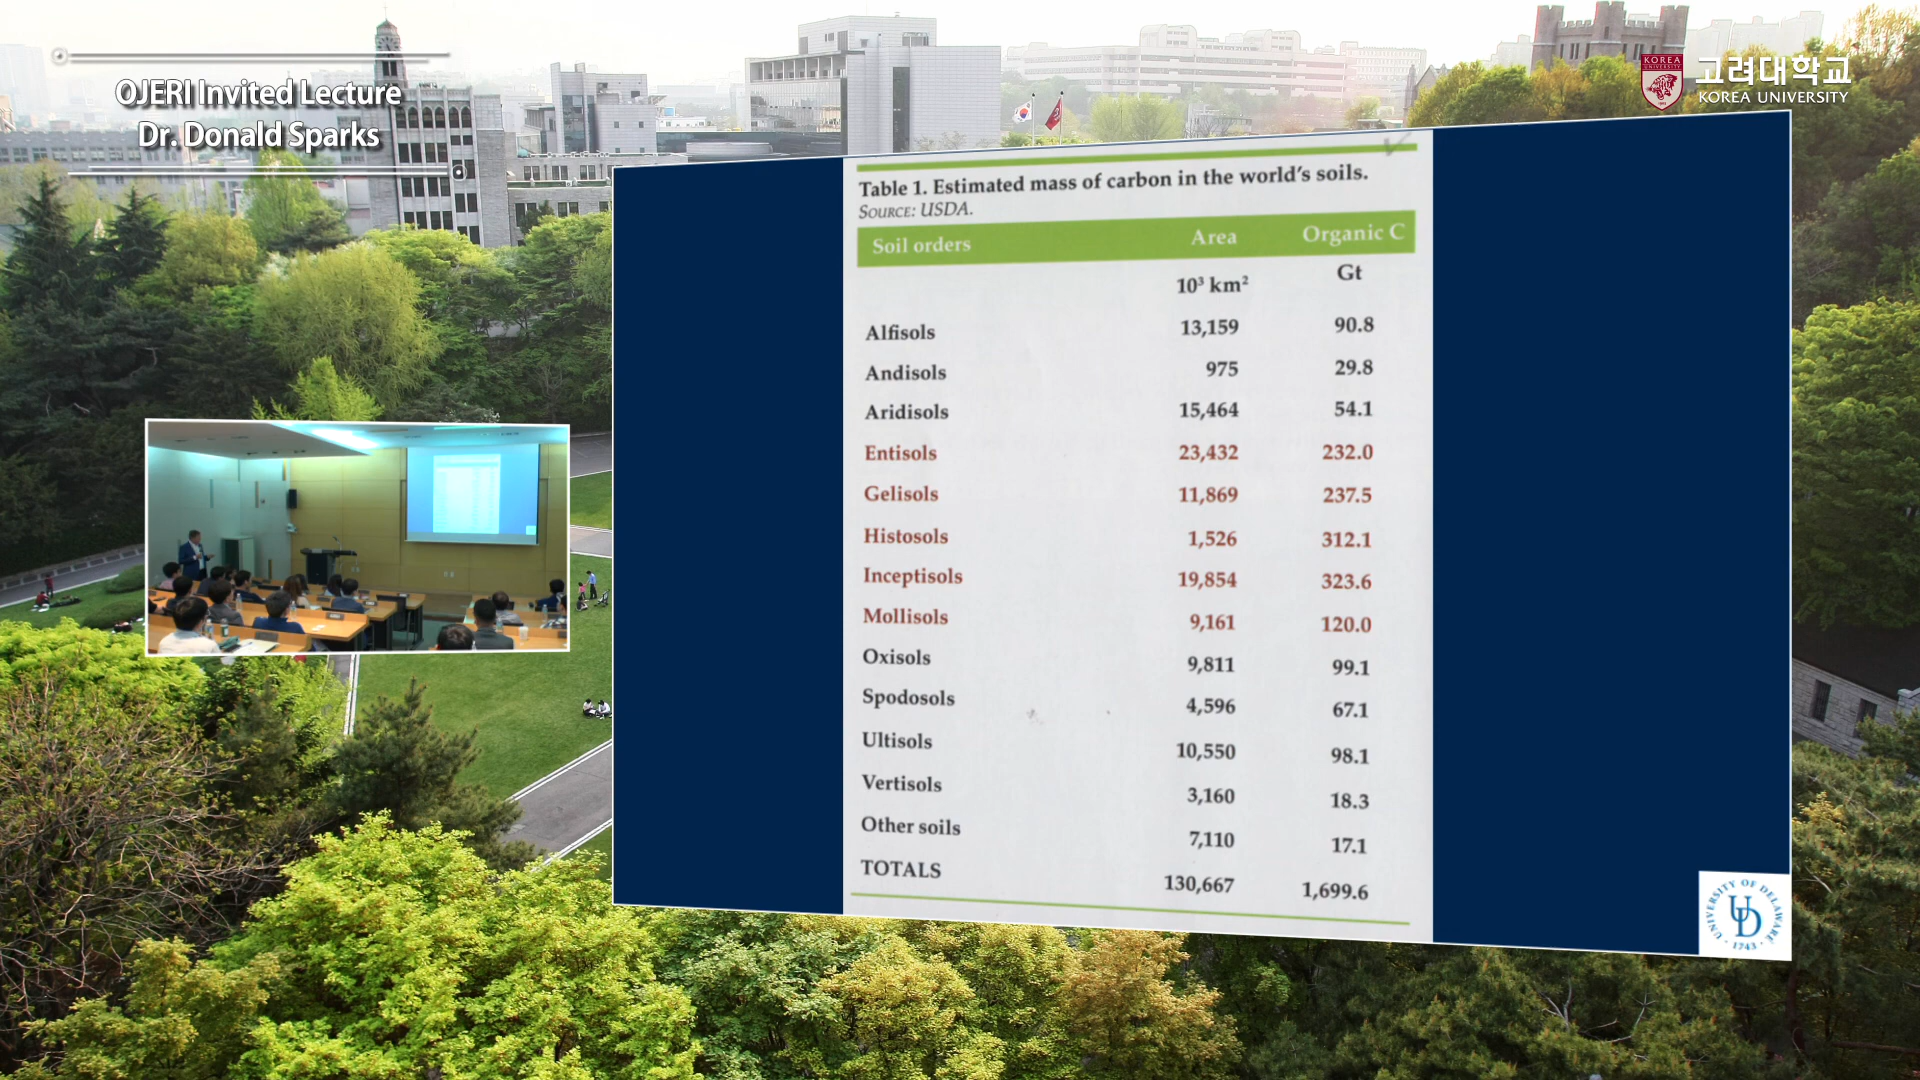 OJERI Invited Lecture
Dr. Donald Sparks
KOREA
고려대학교
KOREA UNIVERSITY
Table 1. Estimated mass of carbon in the world's soils.
SOURCE: USDA.
Soil orders Area Organic C
10³ km² Gt
Alfisols 13,159 90.8
Andisols 975 29.8
Aridisols 15,464 54.1
Entisols 23,432 232.0
Gelisols 11,869 237.5
Histosols 1,526 312.1
Inceptisols 19,854 323.6
Mollisols 9,161 120.0
Oxisols 9,811 99.1
Spodosols 4,596 67.1
Ultisols 10,550 98.1
Vertisols 3,160 18.3
Other soils 7,110 17.1
TOTALS 130,667 1,699.6
UNIVERSITY OF DELAWARE
UD
· 1743 ·